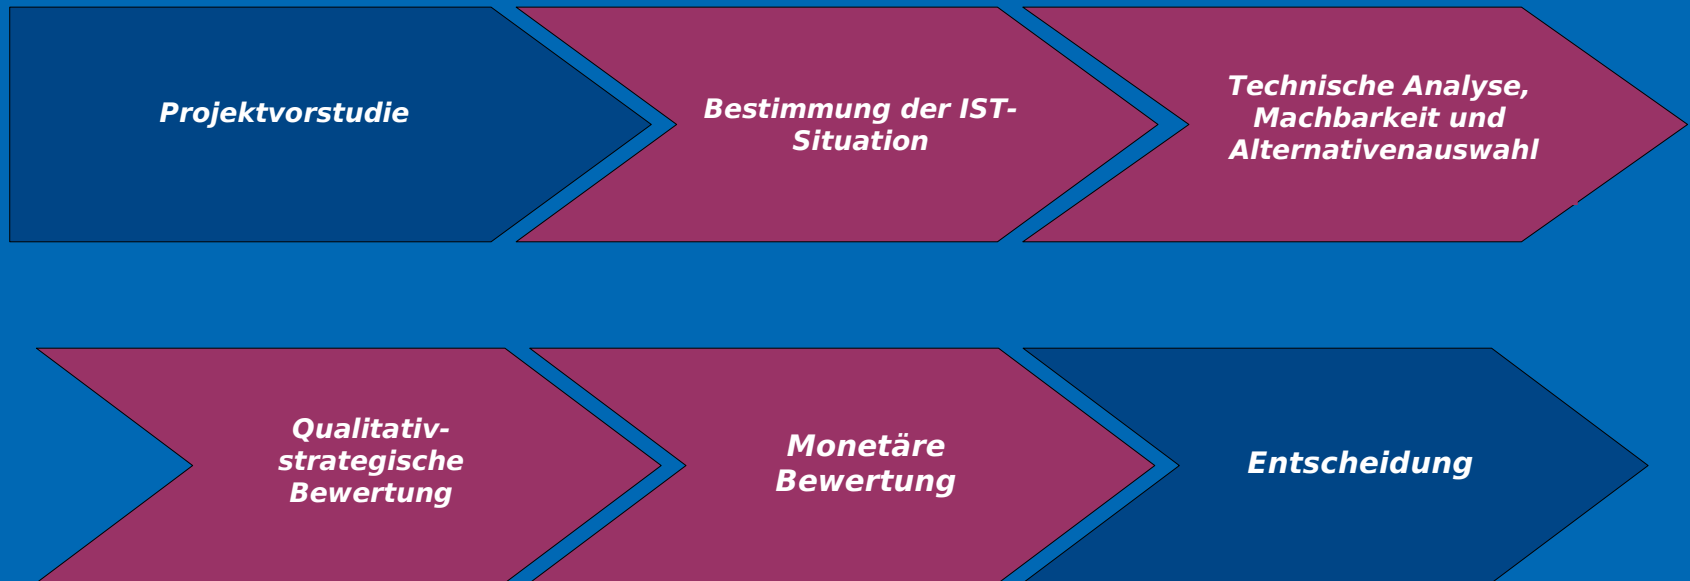 Projektvorstudie
Bestimmung der IST-
Situation
Technische Analyse,
Machbarkeit und
Alternativenauswahl
Qualitativ-
strategische
Bewertung
Monetäre
Bewertung
Entscheidung